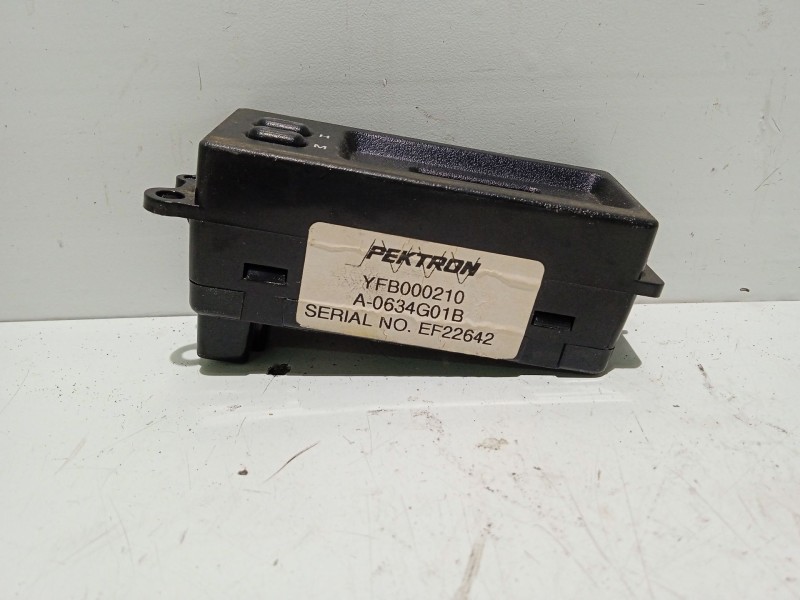 H
M
PEKTRON
YFB000210
A-0634G01B
SERIAL NO. EF22642